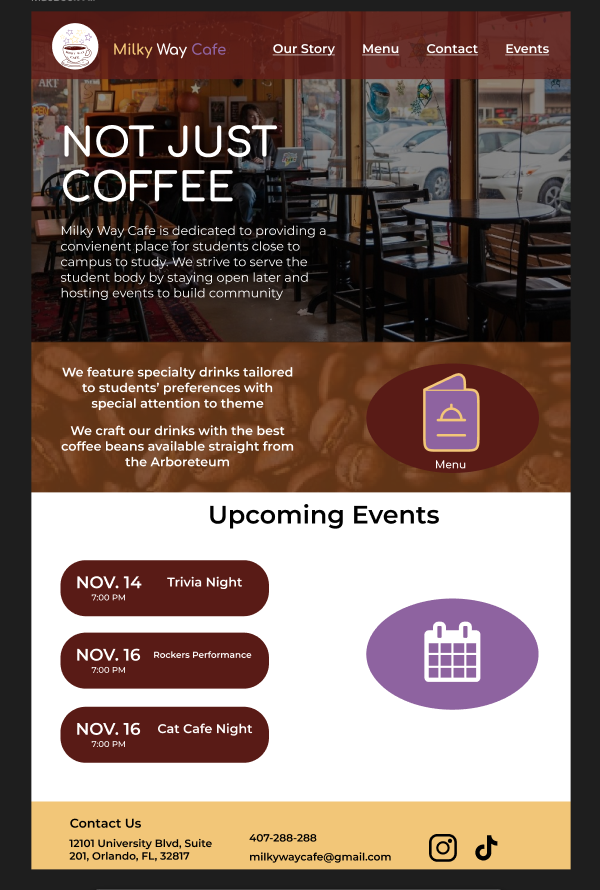 Milky Way Cafe
Our Story
Menu
Contact
Events
ART
NOT JUST
COFFEE
Milky Way Cafe is dedicated to providing a
convienent place for students close to
campus to study. We strive to serve the
student body by staying open later and
hosting events to build community
We feature specialty drinks tailored
to students’ preferences with
special attention to theme
We craft our drinks with the best
coffee beans available straight from
the Arboreteum
Menu
Upcoming Events
NOV. 14
7:00 PM
Trivia Night
NOV. 16
7:00 PM
Rockers Performance
NOV. 16
7:00 PM
Cat Cafe Night
Contact Us
12101 University Blvd, Suite
201, Orlando, FL, 32817
407-288-288
milkywaycafe@gmail.com